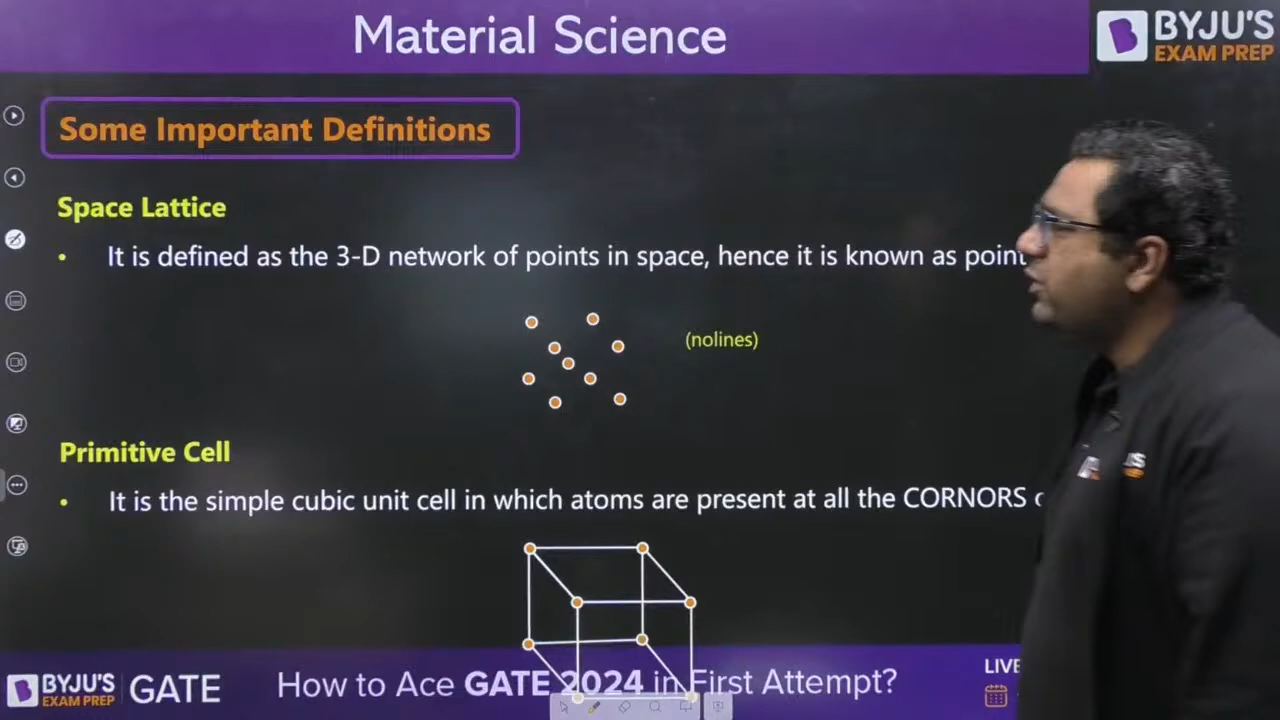 Material Science
BYJU'S
EXAM PREP
Some Important Definitions
Space Lattice
• It is defined as the 3-D network of points in space, hence it is known as point
(nolines)
Primitive Cell
• It is the simple cubic unit cell in which atoms are present at all the CORNORS
BYJU'S
EXAM PREP
GATE
How to Ace GATE 2024 in First Attempt?
LIVE